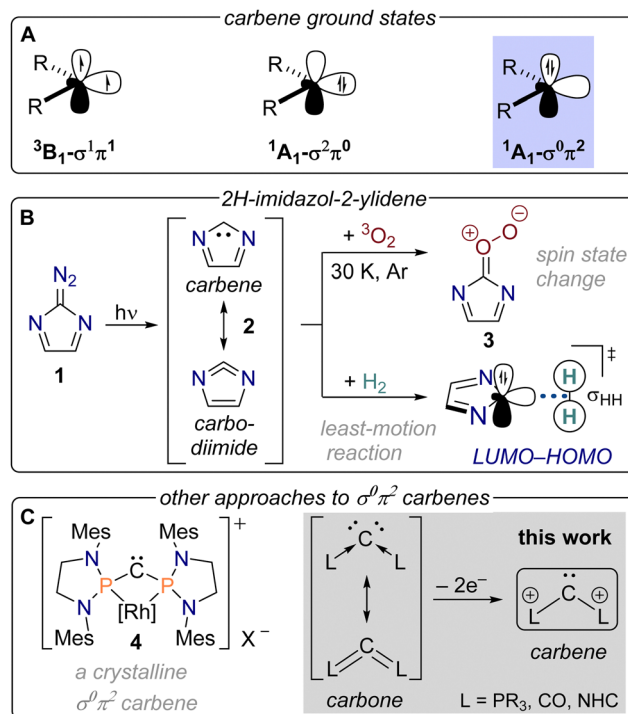 carbene ground states
A
R R R R R R
³B₁-σ¹π¹ ¹A₁-σ²π⁰ ¹A₁-σ⁰π²
2H-imidazol-2-ylidene
B
N₂
N N
1
hν
N N
carbene
2
N N
carbo-
diimide
+ ³O₂
30 K, Ar
⊕ ⊖
O O
N N
3
spin state
change
+ H₂
least-motion
reaction
N
N
H
H
σHH
‡
LUMO–HOMO
other approaches to σ⁰π² carbenes
C
Mes Mes
N N
P C P
N [Rh] N
Mes 4 Mes
+
X⁻
a crystalline
σ⁰π² carbene
C
L L
C
L L
carbone
– 2e⁻
this work
⊕ C ⊕
L L
carbene
L = PR₃, CO, NHC